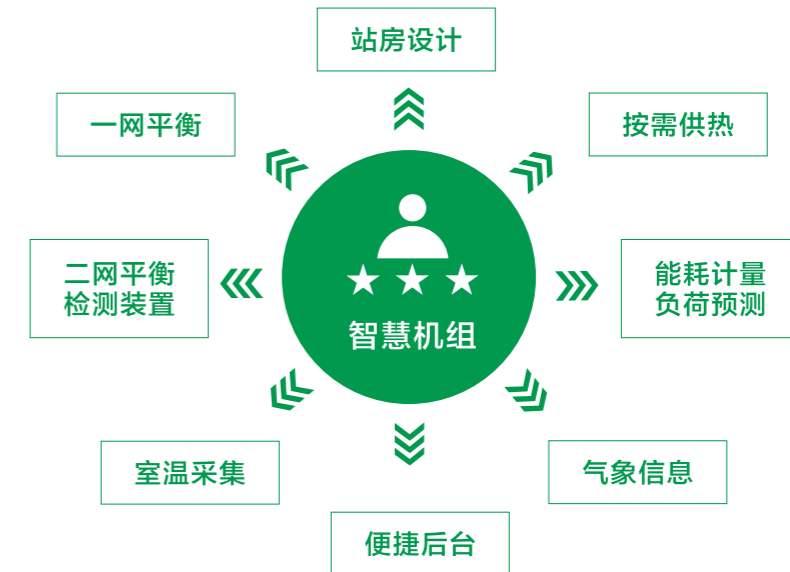 站房设计
一网平衡
按需供热
二网平衡
检测装置
智慧机组
能耗计量
负荷预测
室温采集
气象信息
便捷后台